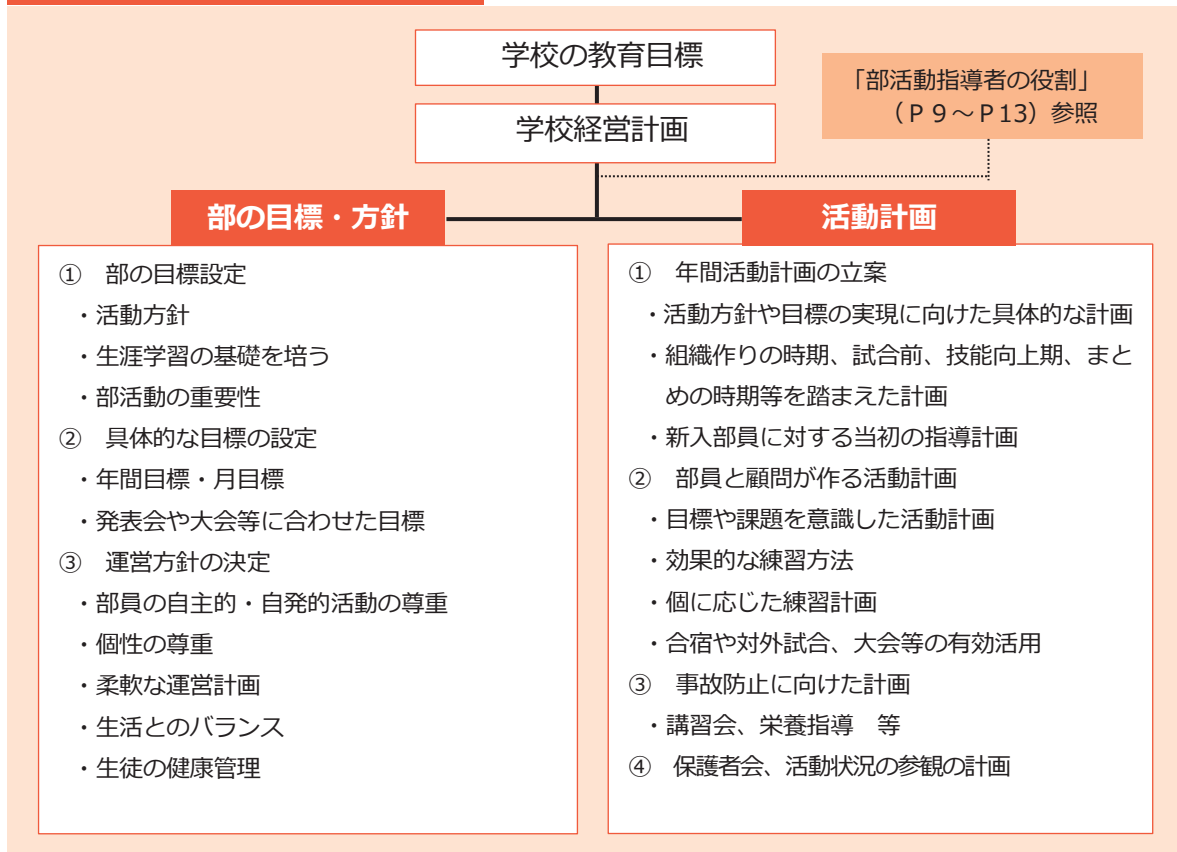 学校の教育目標
学校経営計画
「部活動指導者の役割」
（P 9～P 13）参照
部の目標・方針
① 部の目標設定
・活動方針
・生涯学習の基礎を培う
・部活動の重要性
② 具体的な目標の設定
・年間目標・月目標
・発表会や大会等に合わせた目標
③ 運営方針の決定
・部員の自主的・自発的活動の尊重
・個性の尊重
・柔軟な運営計画
・生活とのバランス
・生徒の健康管理
活動計画
① 年間活動計画の立案
・活動方針や目標の実現に向けた具体的な計画
・組織作りの時期、試合前、技能向上期、まと
めの時期等を踏まえた計画
・新入部員に対する当初の指導計画
② 部員と顧問が作る活動計画
・目標や課題を意識した活動計画
・効果的な練習方法
・個に応じた練習計画
・合宿や対外試合、大会等の有効活用
③ 事故防止に向けた計画
・講習会、栄養指導 等
④ 保護者会、活動状況の参観の計画